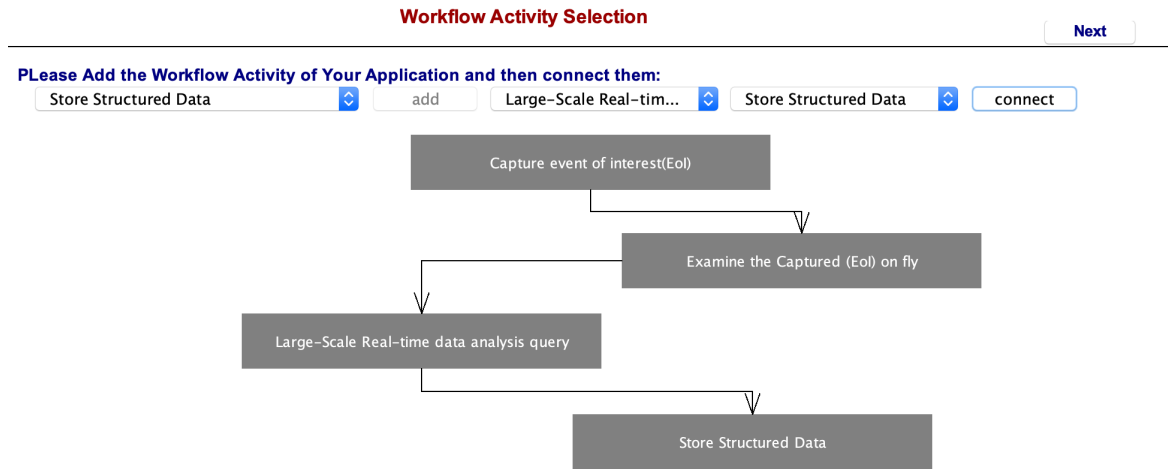 Workflow Activity Selection
Next
PLease Add the Workflow Activity of Your Application and then connect them:
Store Structured Data add Large-Scale Real-tim... Store Structured Data connect
Capture event of interest(EoI)
Examine the Captured (EoI) on fly
Large-Scale Real-time data analysis query
Store Structured Data